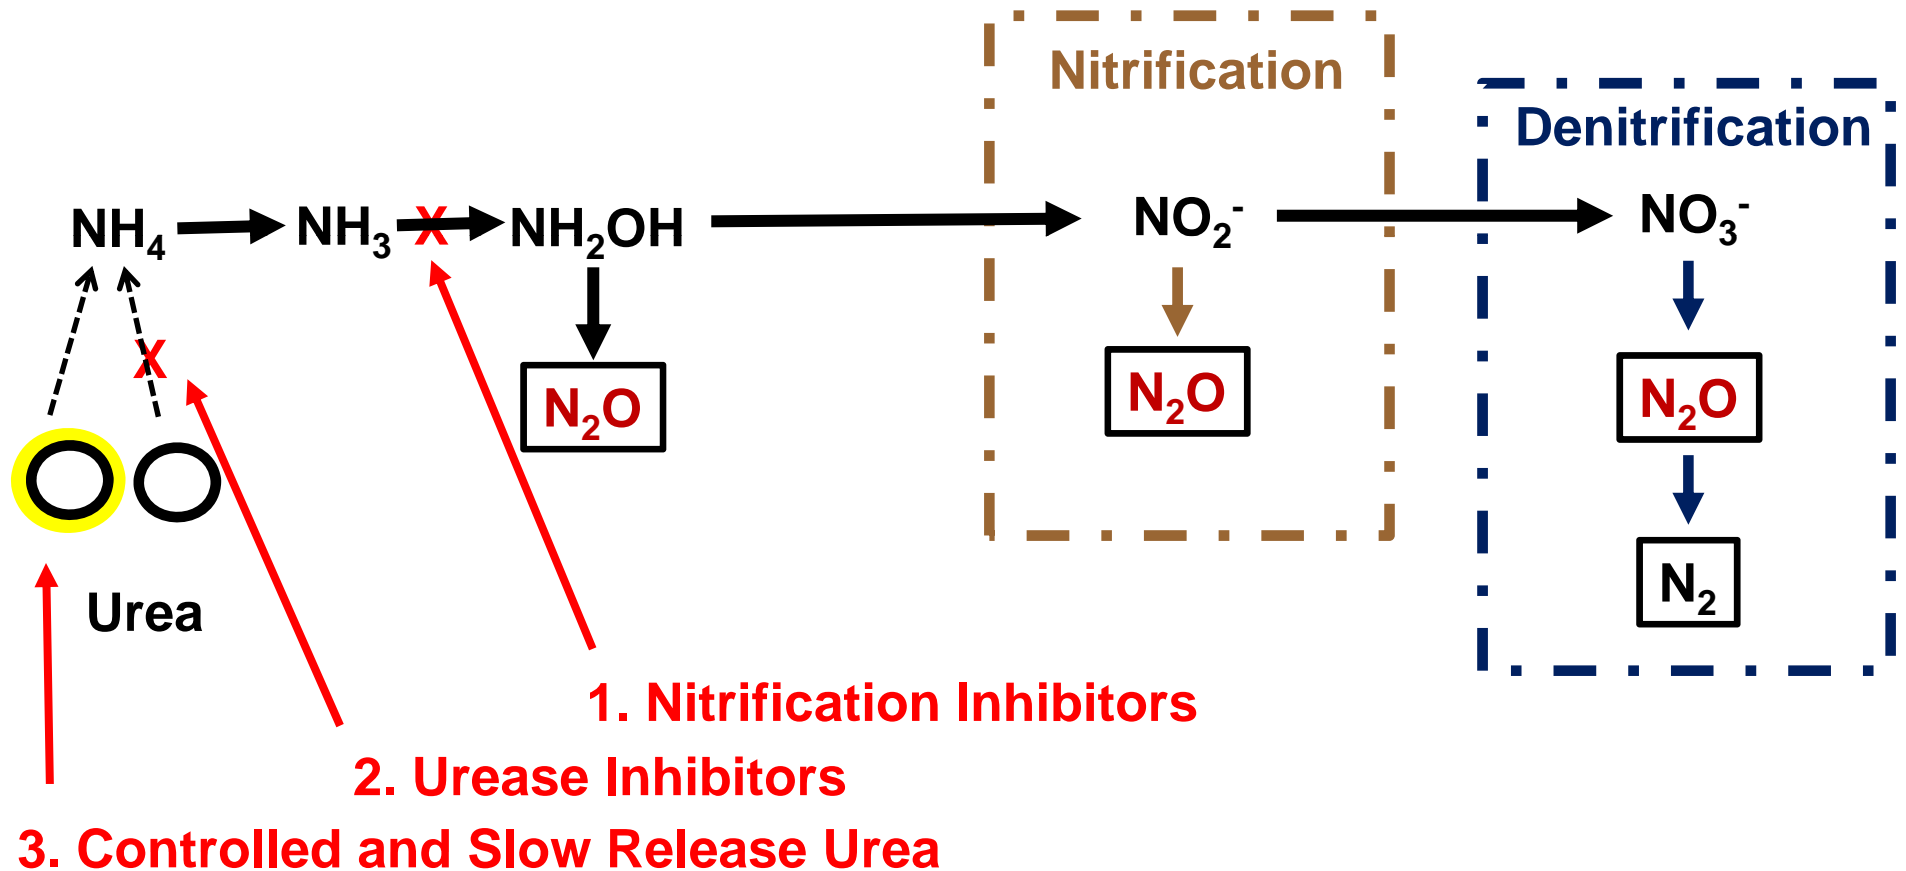 Nitrification
Denitrification
NH₄
NH₃
X
NH₂OH
NO₂⁻
NO₃⁻
X
N₂O
N₂O
N₂O
N₂
Urea
1. Nitrification Inhibitors
2. Urease Inhibitors
3. Controlled and Slow Release Urea